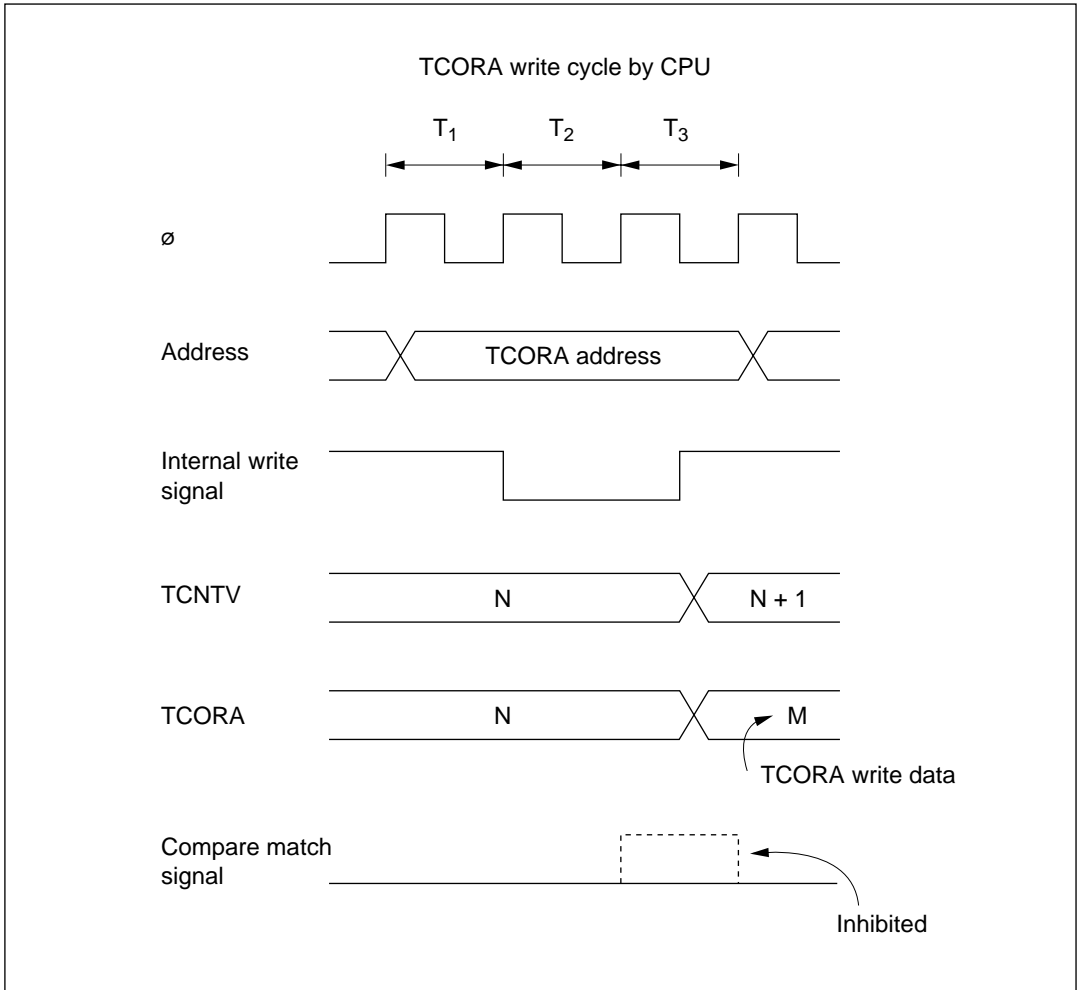 TCORA write cycle by CPU
T1 T2 T3
ø
Address
TCORA address
Internal write
signal
TCNTV
N
N + 1
TCORA
N
M
TCORA write data
Compare match
signal
Inhibited